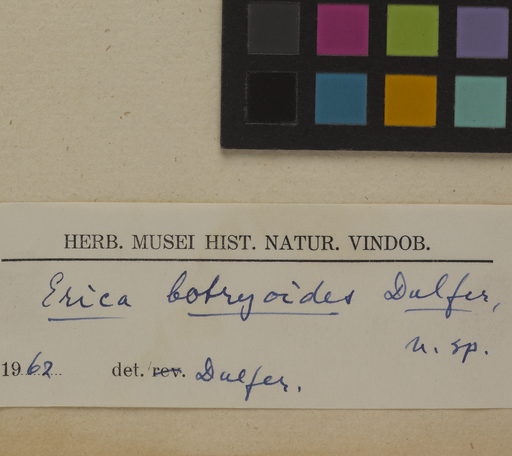 HERB. MUSEI HIST. NATUR. VINDOB.
Erica botryoides Dulfer,
n. sp.
1962 det. rev. Dulfer.